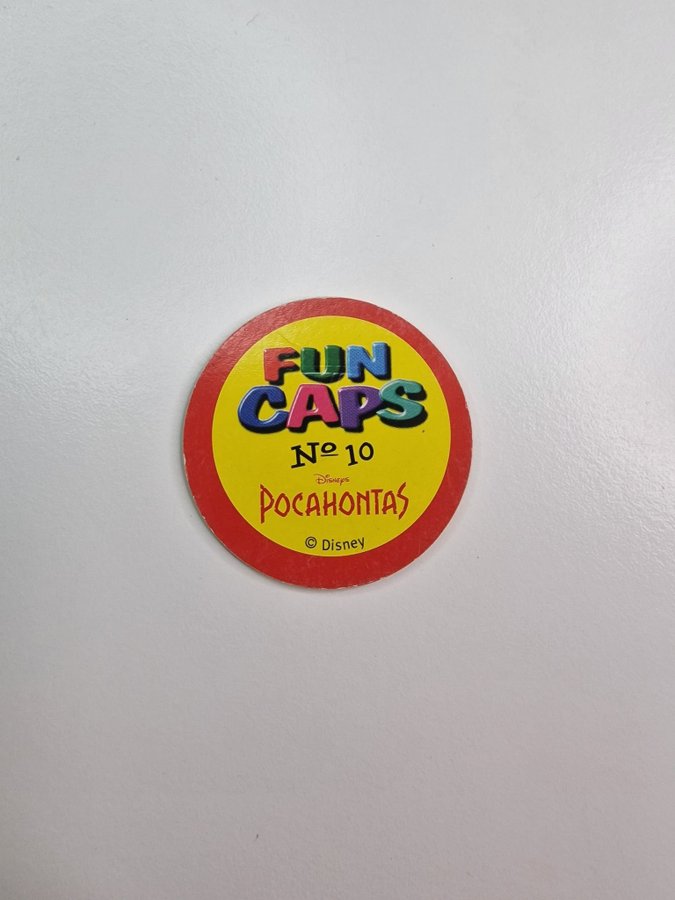 FUN
CAPS
Nº 10
Disney's
POCAHONTAS
© Disney